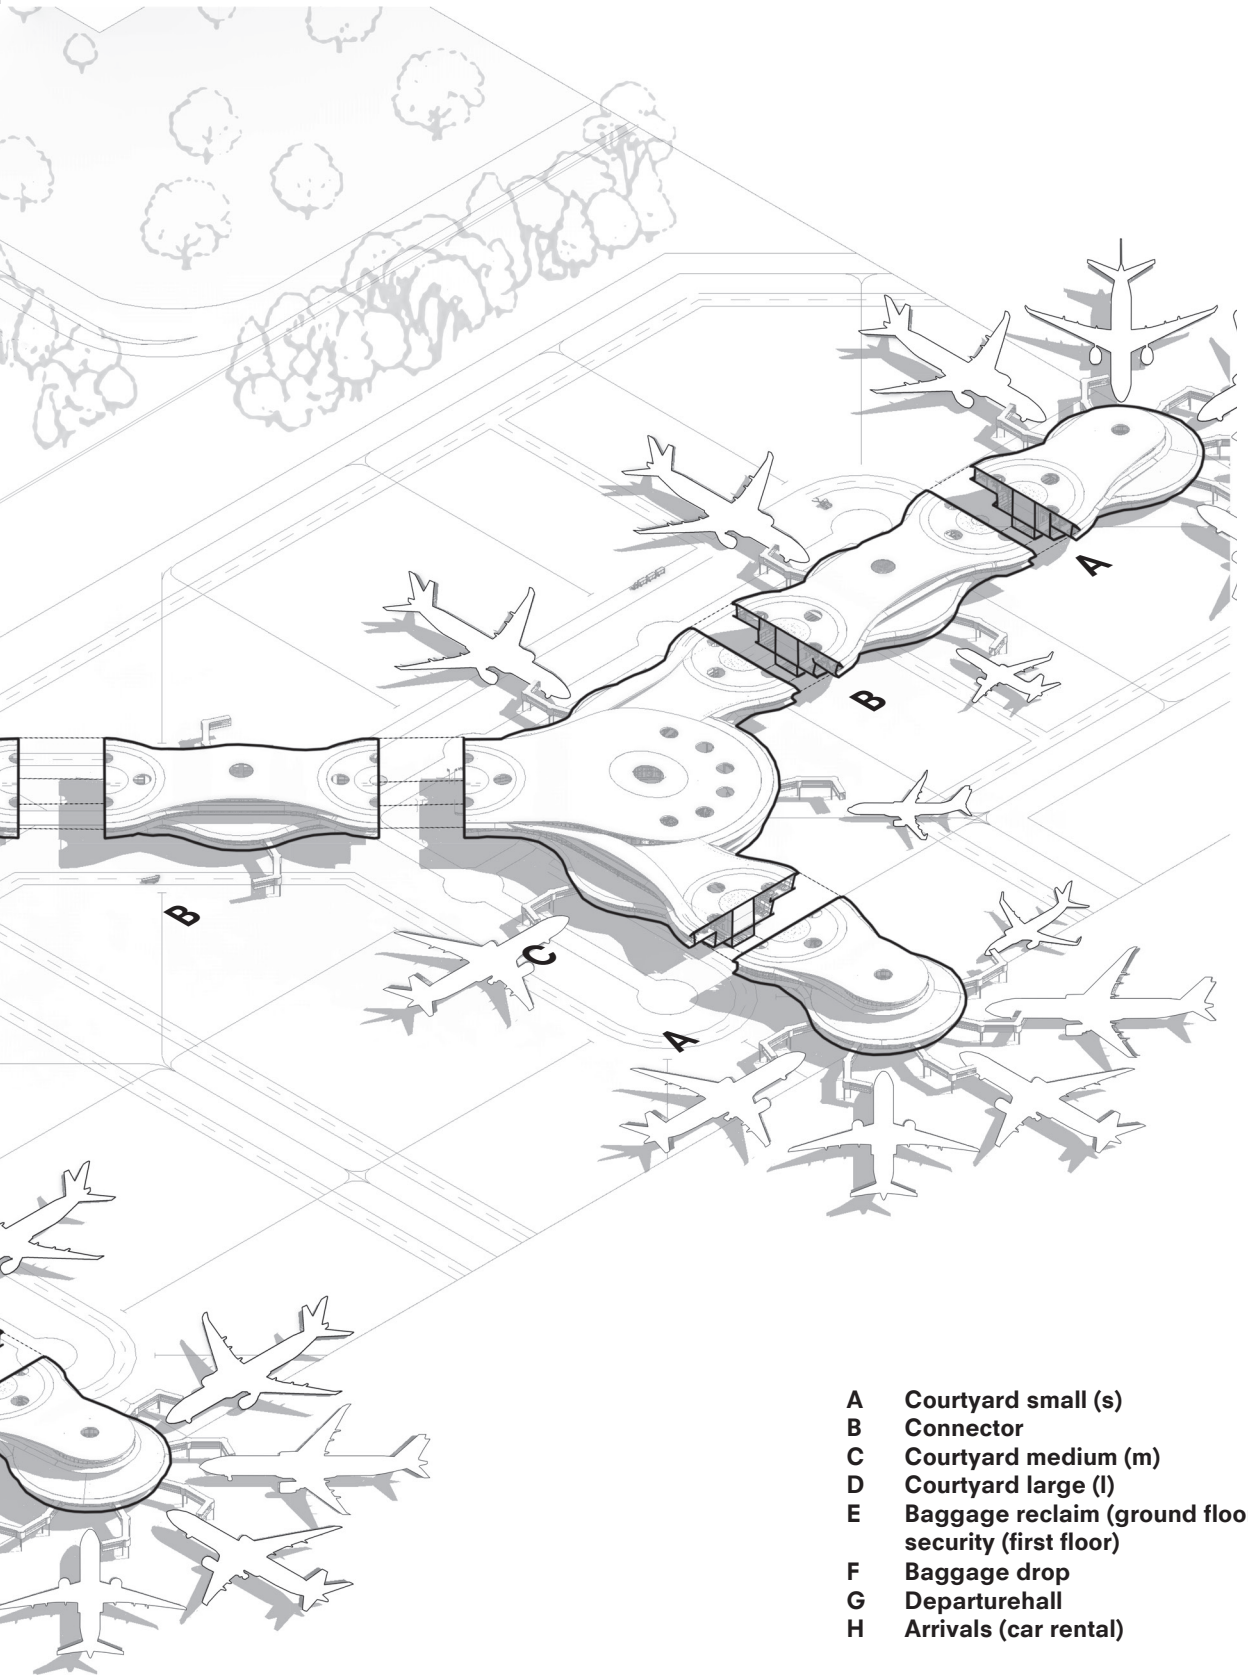 A
B
B
C
A
A Courtyard small (s)
B Connector
C Courtyard medium (m)
D Courtyard large (l)
E Baggage reclaim (ground floo
security (first floor)
F Baggage drop
G Departurehall
H Arrivals (car rental)